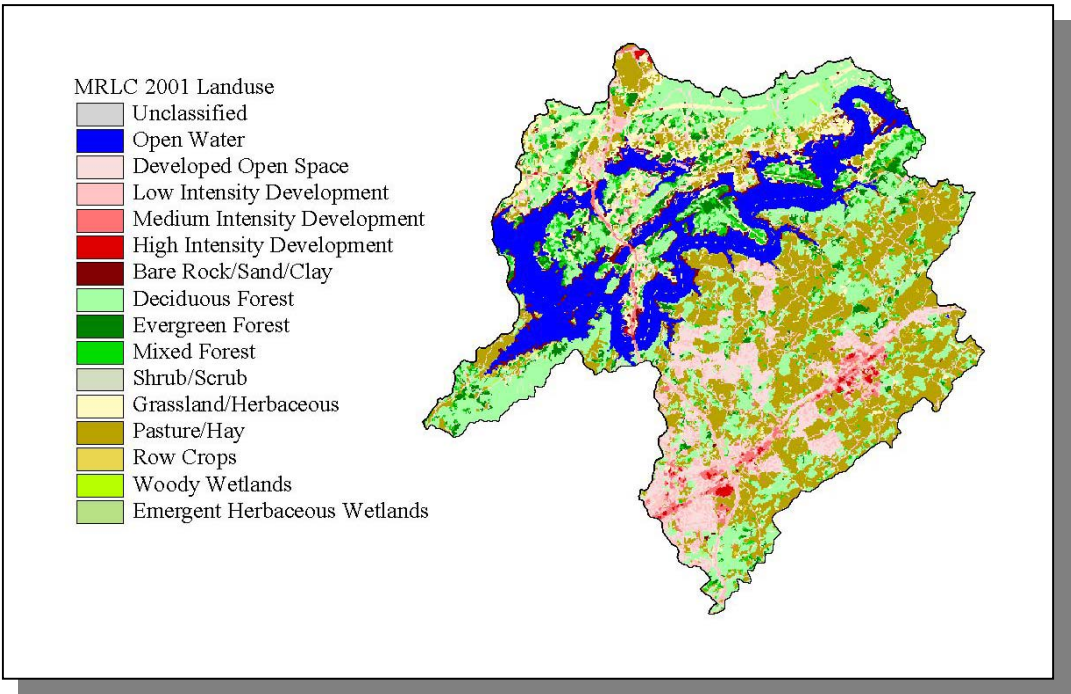 MRLC 2001 Landuse
Unclassified
Open Water
Developed Open Space
Low Intensity Development
Medium Intensity Development
High Intensity Development
Bare Rock/Sand/Clay
Deciduous Forest
Evergreen Forest
Mixed Forest
Shrub/Scrub
Grassland/Herbaceous
Pasture/Hay
Row Crops
Woody Wetlands
Emergent Herbaceous Wetlands